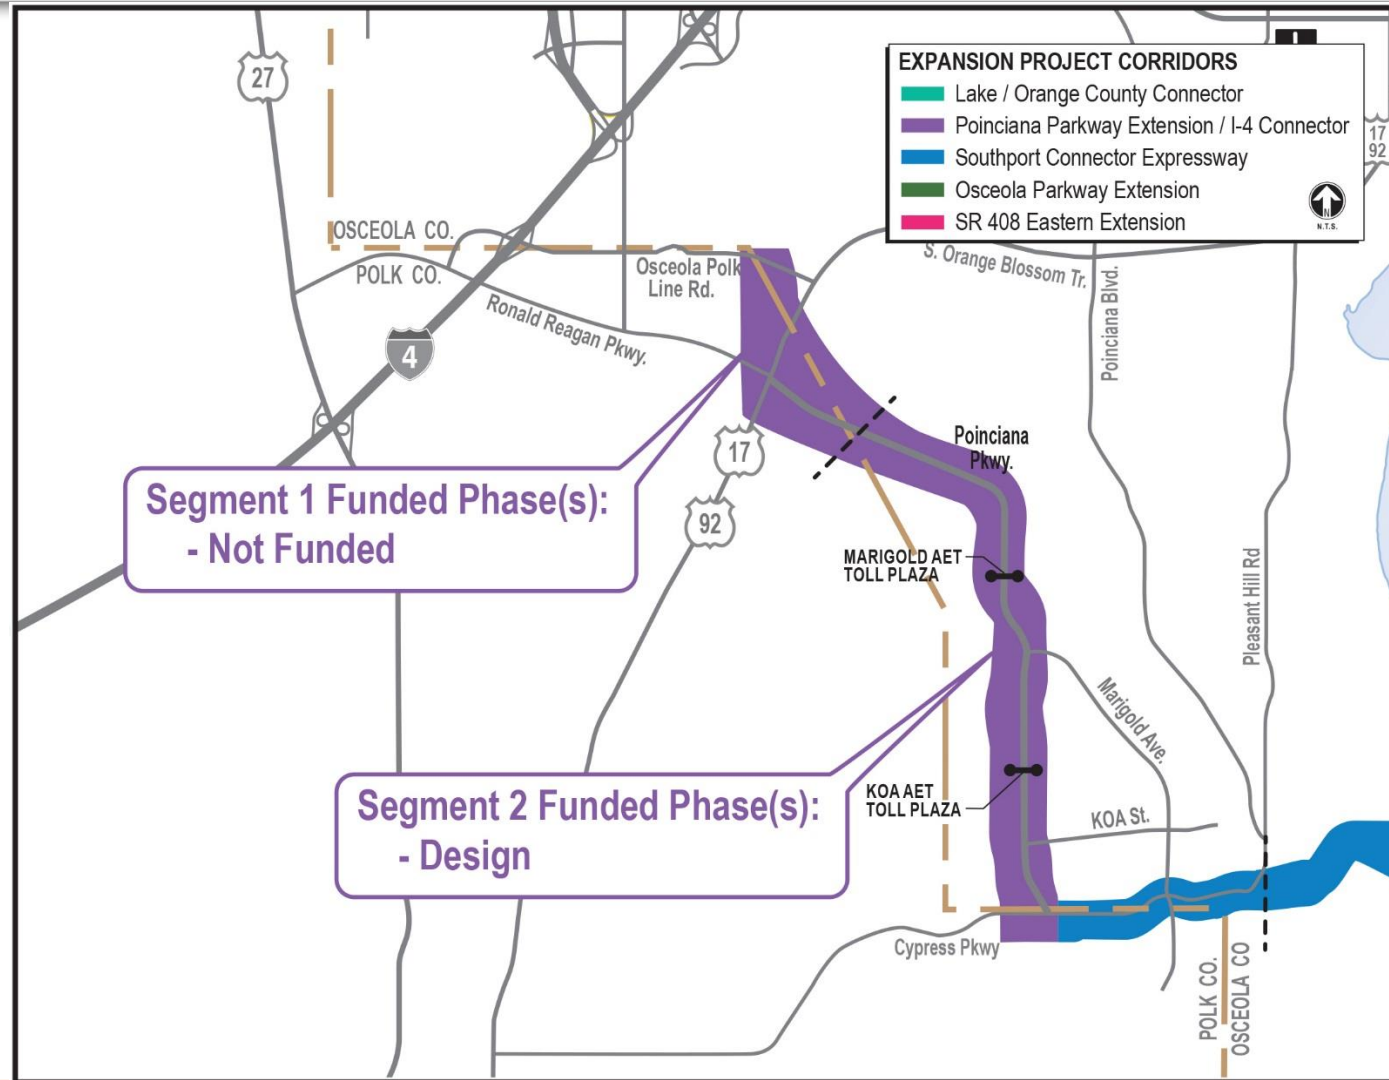 27
EXPANSION PROJECT CORRIDORS
Lake / Orange County Connector
Poinciana Parkway Extension / I-4 Connector
Southport Connector Expressway
Osceola Parkway Extension
SR 408 Eastern Extension
N
N.T.S.
17
92
OSCEOLA CO.
POLK CO.
Osceola Polk
Line Rd.
S. Orange Blossom Tr.
Poinciana Blvd.
Ronald Reagan Pkwy.
4
17
92
Poinciana
Pkwy.
Segment 1 Funded Phase(s):
- Not Funded
MARIGOLD AET
TOLL PLAZA
Pleasant Hill Rd
Marigold Ave.
Segment 2 Funded Phase(s):
- Design
KOA AET
TOLL PLAZA
KOA St.
Cypress Pkwy
POLK CO.
OSCEOLA CO